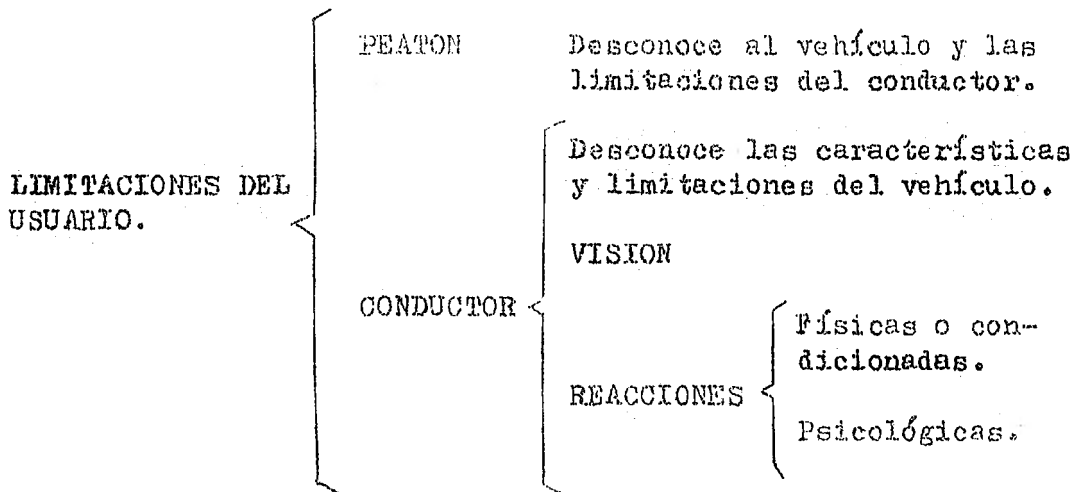 PEATON
Desconoce al vehículo y las
limitaciones del conductor.
LIMITACIONES DEL
USUARIO.
CONDUCTOR
Desconoce las características
y limitaciones del vehículo.
VISION
REACCIONES
Físicas o con-
dicionadas.
Psicológicas.